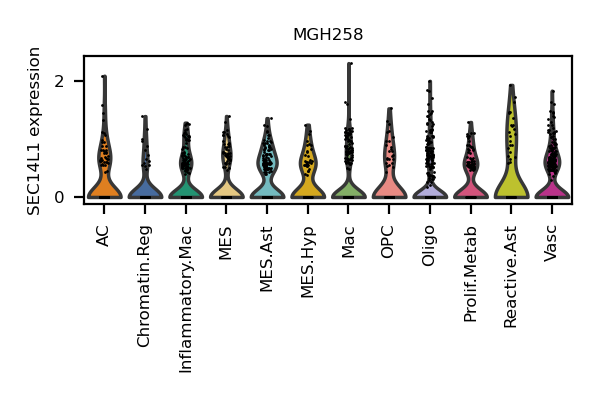 MGH258
SEC14L1 expression
2
0
AC
Chromatin.Reg
Inflammatory.Mac
MES
MES.Ast
MES.Hyp
Mac
OPC
Oligo
Prolif.Metab
Reactive.Ast
Vasc